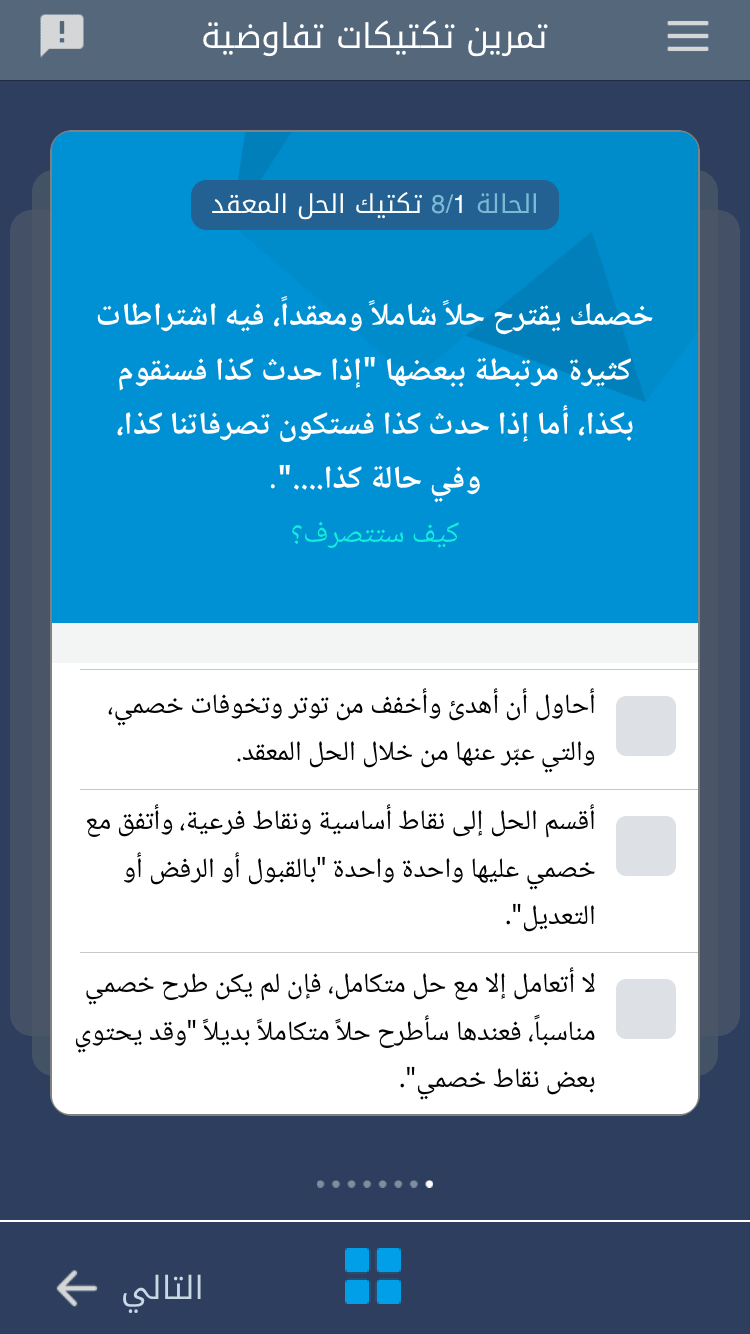 تمرين تكتيكات تفاوضية
الحالة 8/1 تكتيك الحل المعقد
خصمك يقترح حلاً شاملاً ومعقداً، فيه اشتراطات
كثيرة مرتبطة ببعضها "إذا حدث كذا فسنقوم
بكذا، أما إذا حدث كذا فستكون تصرفاتنا كذا،
وفي حالة كذا....".
كيف ستتصرف؟
أحاول أن أهدئ وأخفف من توتر وتخوفات خصمي،
والتي عبّر عنها من خلال الحل المعقد.
أقسم الحل إلى نقاط أساسية ونقاط فرعية، وأتفق مع
خصمي عليها واحدة واحدة "بالقبول أو الرفض أو
التعديل".
لا أتعامل إلا مع حل متكامل، فإن لم يكن طرح خصمي
مناسباً، فعندها سأطرح حلاً متكاملاً بديلاً "وقد يحتوي
بعض نقاط خصمي".
التالي